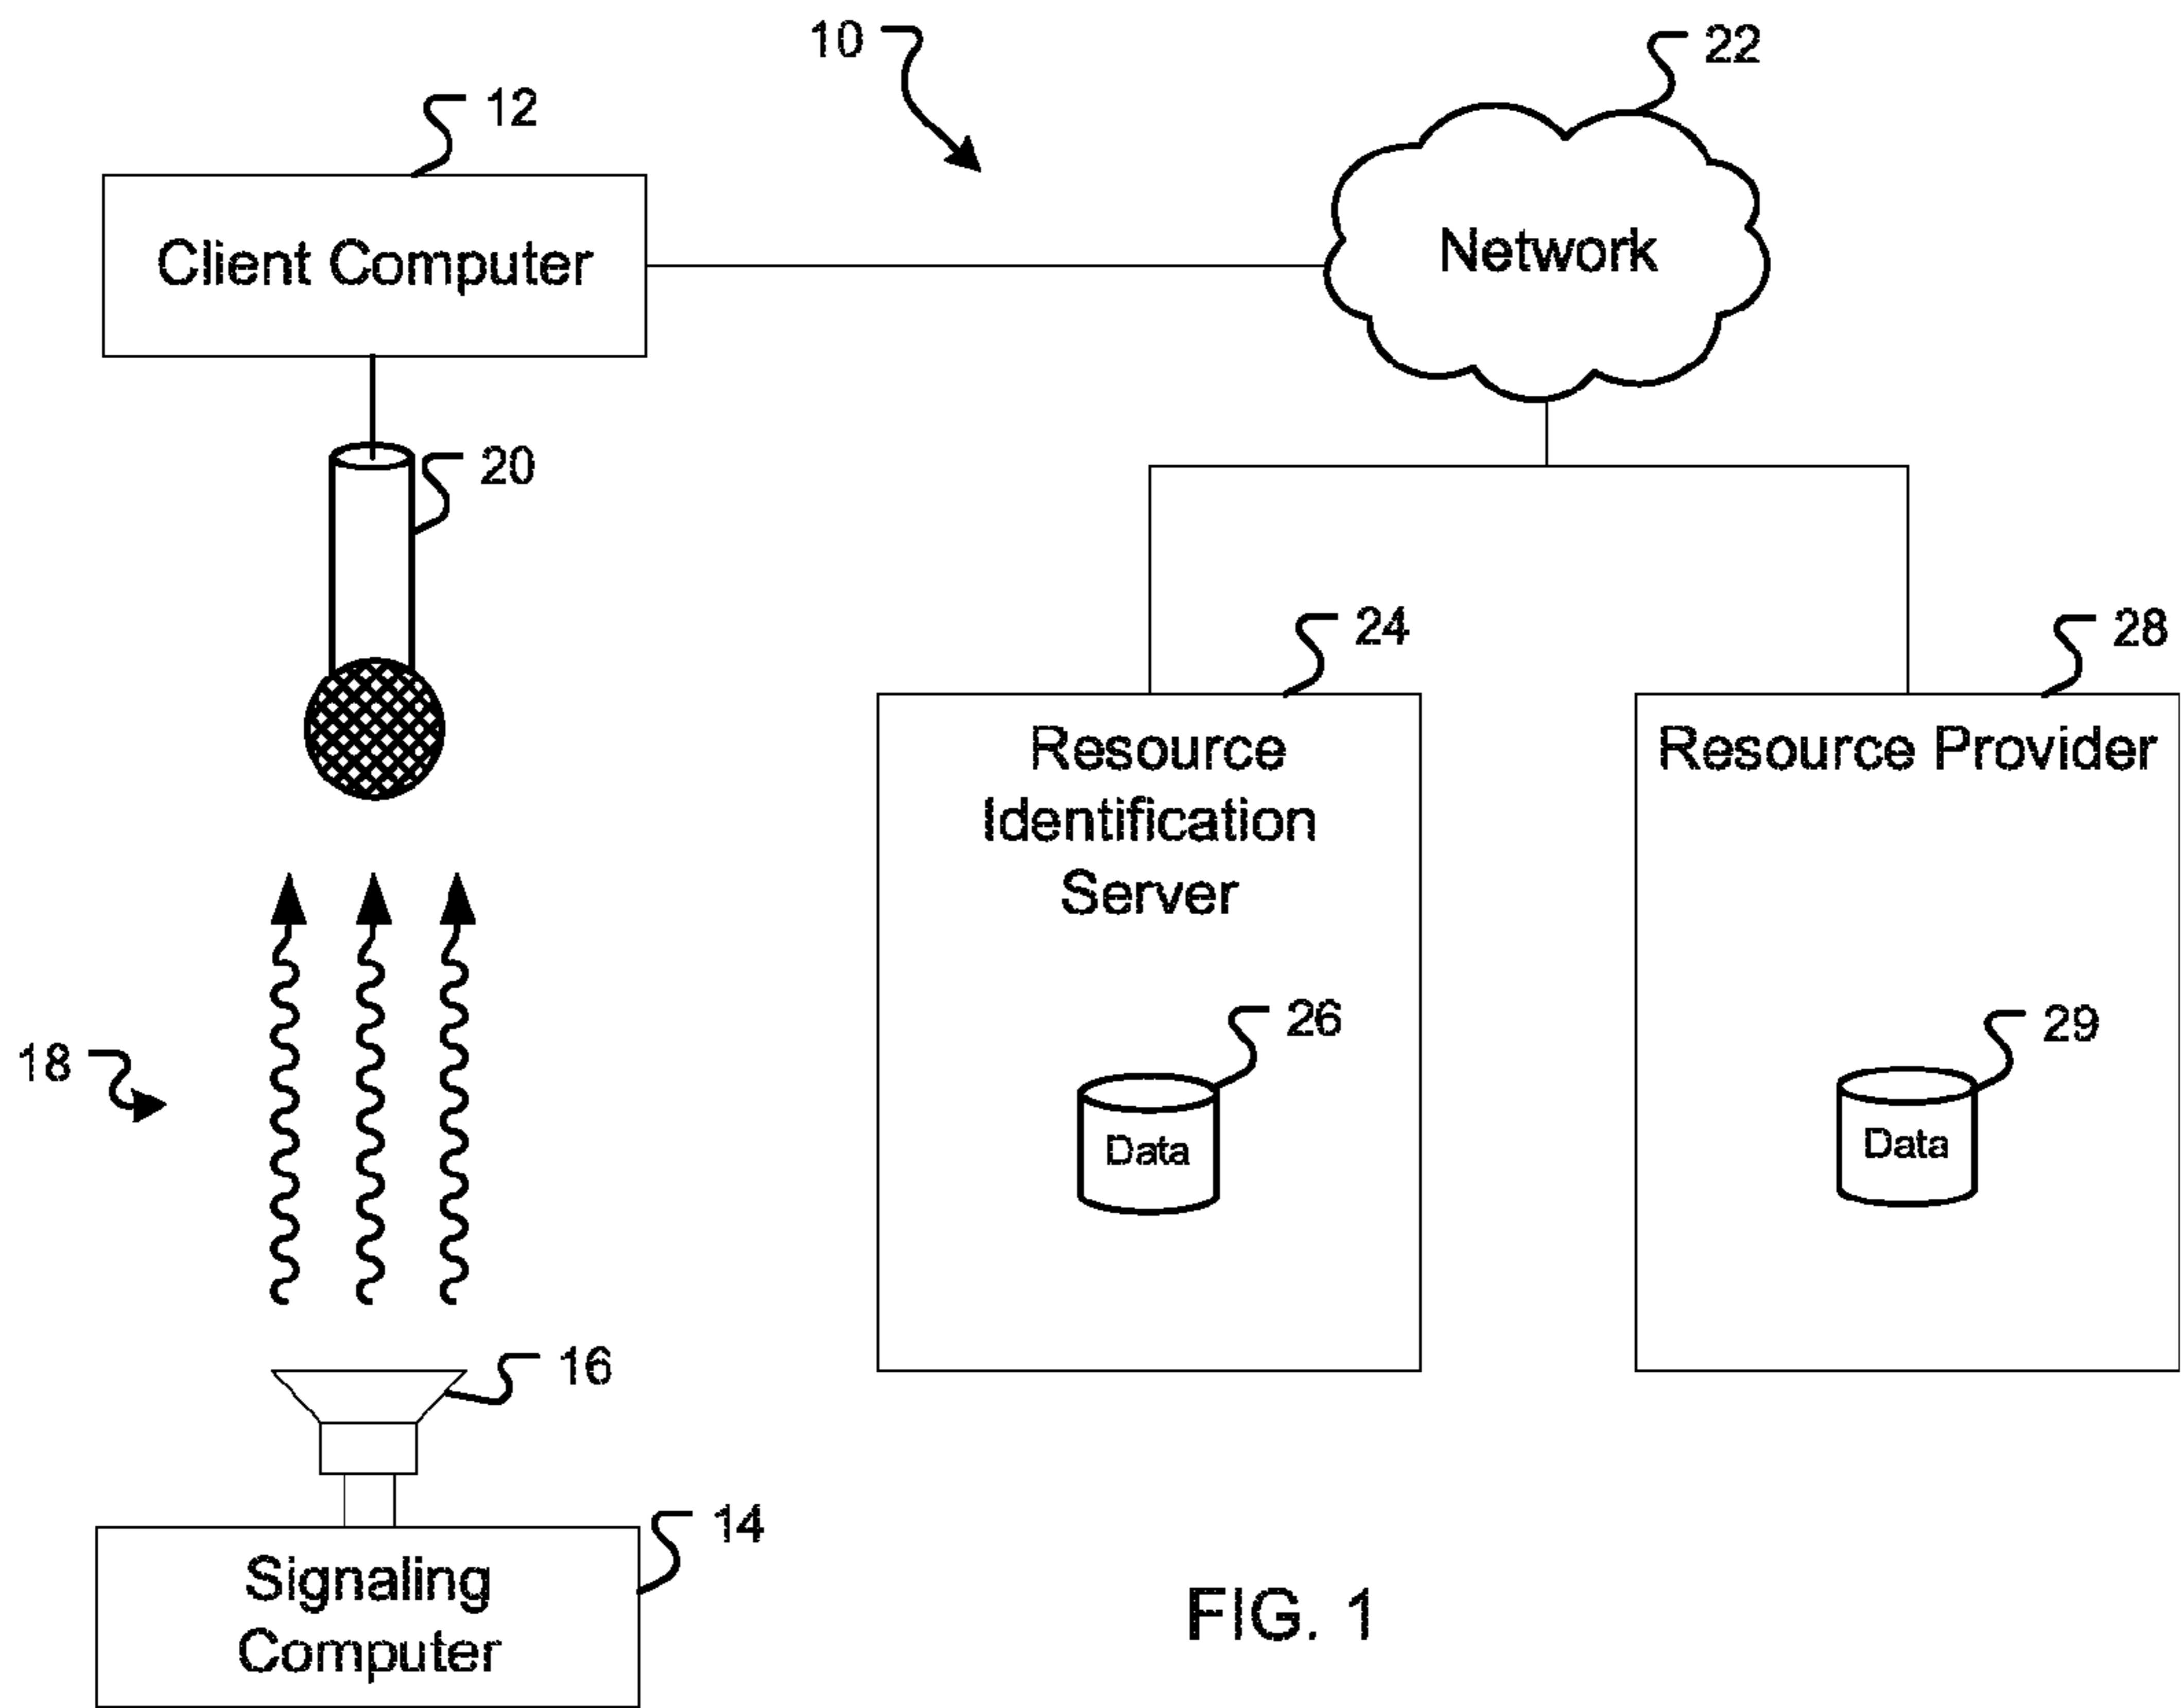 10
22
12
Client Computer
Network
20
24
28
Resource
Identification
Server
Resource Provider
26
29
Data
Data
18
16
14
Signaling
Computer
FIG. 1